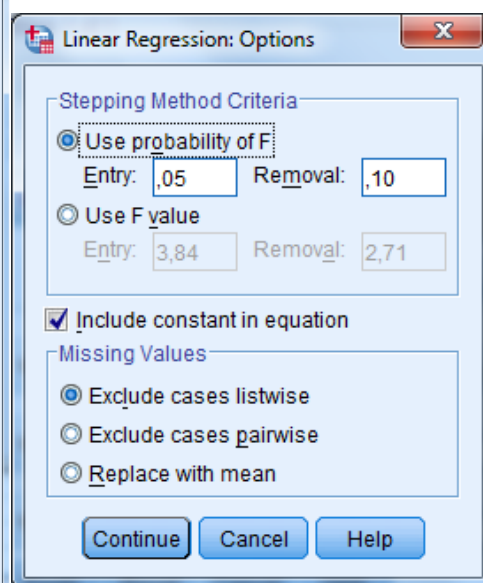 Linear Regression: Options
Stepping Method Criteria
Use probability of F
Entry: ,05 Removal: ,10
Use F value
Entry: 3,84 Removal: 2,71
Include constant in equation
Missing Values
Exclude cases listwise
Exclude cases pairwise
Replace with mean
Continue Cancel Help